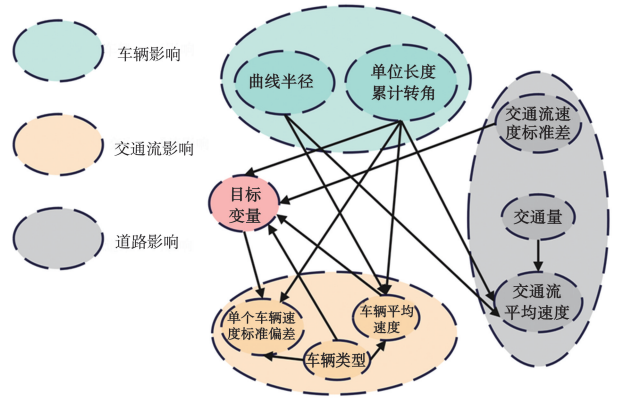 车辆影响
交通流影响
道路影响
曲线半径
单位长度
累计转角
交通流速
度标准差
目标
变量
交通量
交通流
平均速度
单个车辆速
度标准偏差
车辆平均
速度
车辆类型